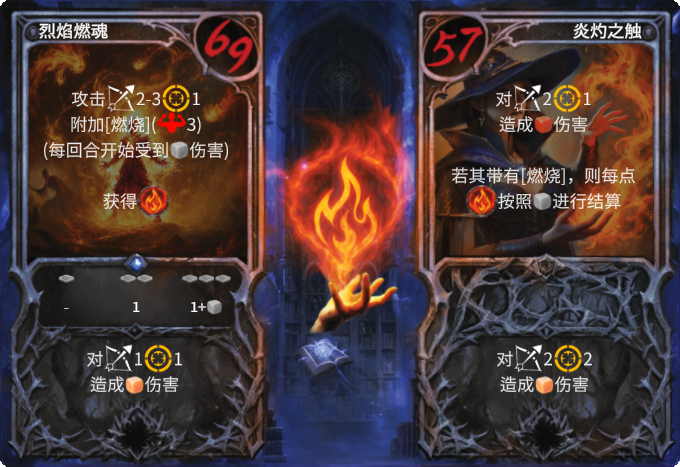 烈焰燃魂
69
攻击2-3 1
附加[燃烧](3)
(每回合开始受到伤害)
获得
- 1 1+
对1 1
造成伤害
57
炎灼之触
对2 1
造成伤害
若其带有[燃烧]，则每点
按照进行结算
对2 2
造成伤害